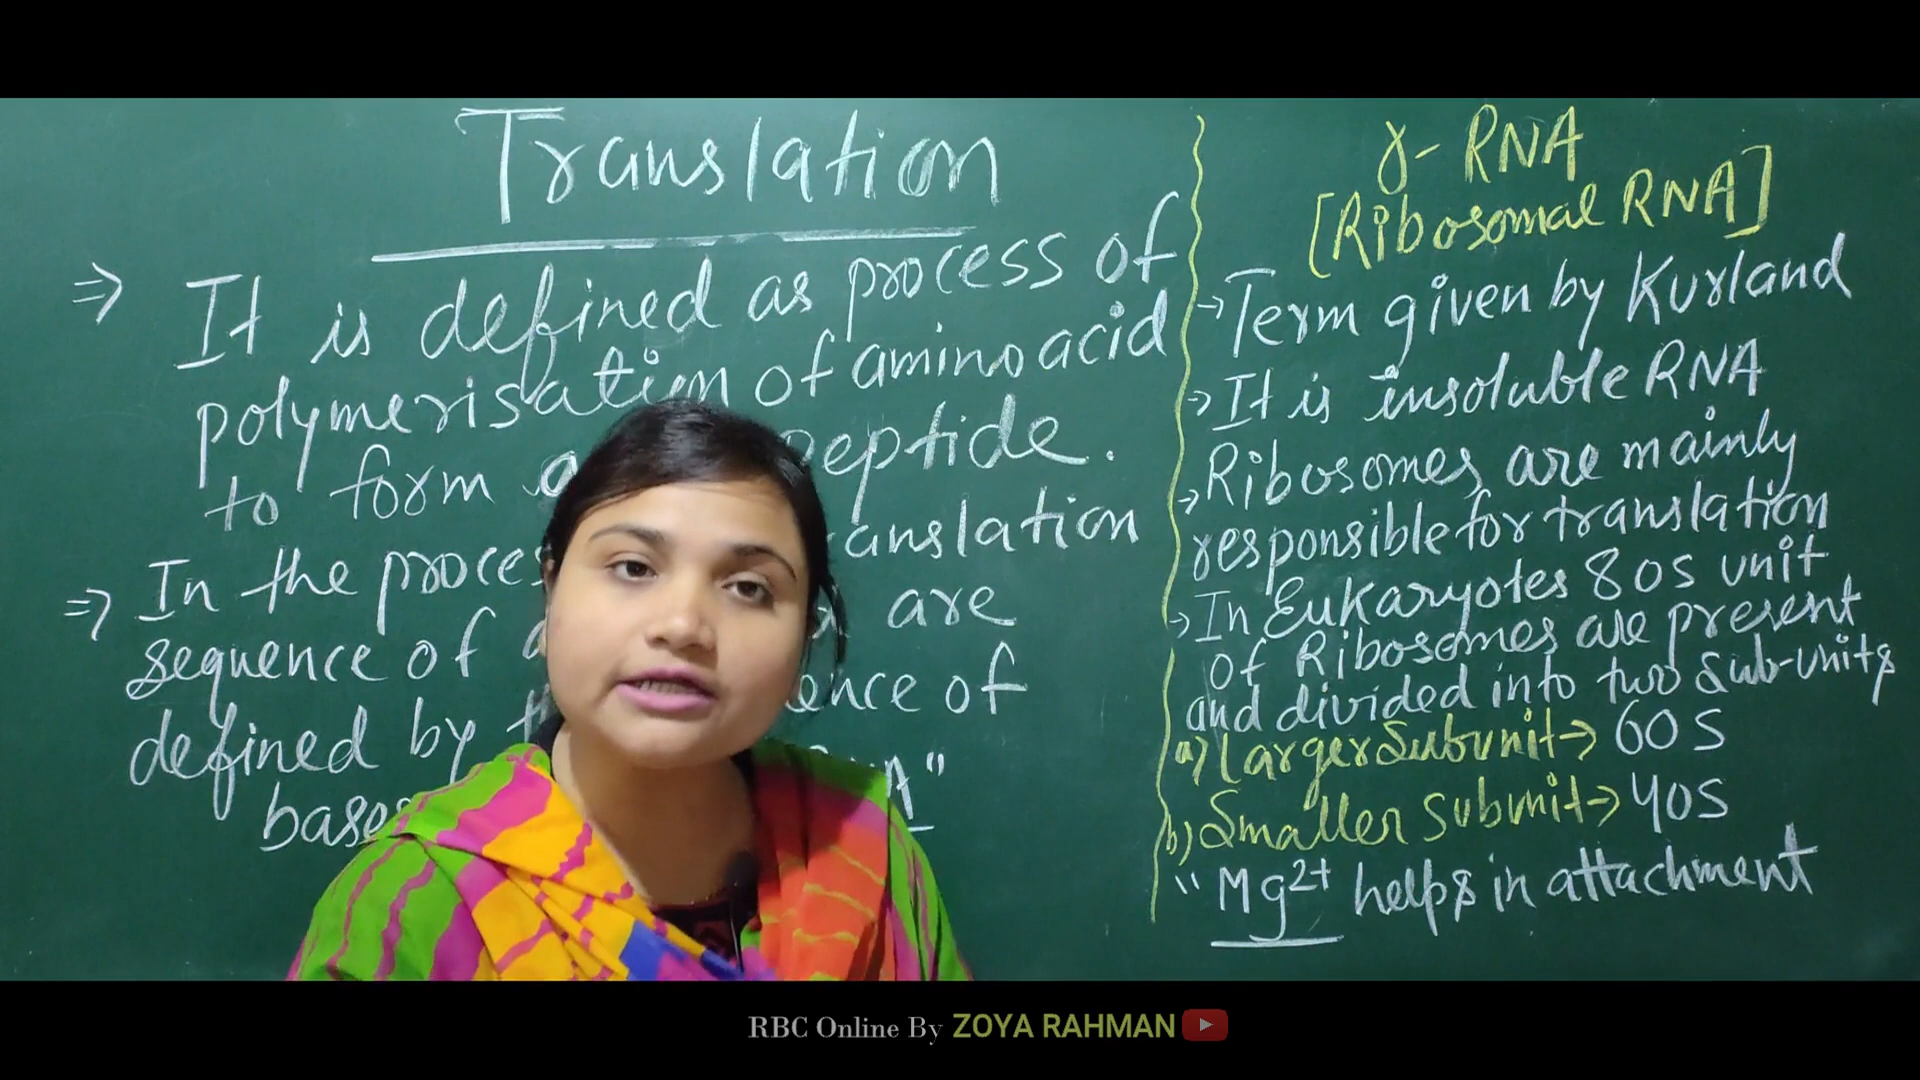 Translation
⇒ It is defined as process of
polymerisation of amino acid
to form a peptide.
⇒ In the process translation
sequence of are
defined by of
bases
r-RNA
[Ribosomal RNA]
→ Term given by Kurland
→ It is insoluble RNA
→ Ribosomes are mainly
responsible for translation
→ In Eukaryotes 80S unit
of Ribosomes are present
and divided into two Sub-units
a) Larger Subunit → 60S
b) Smaller Subunit → 40S
"Mg²⁺ helps in attachment
RBC Online By ZOYA RAHMAN